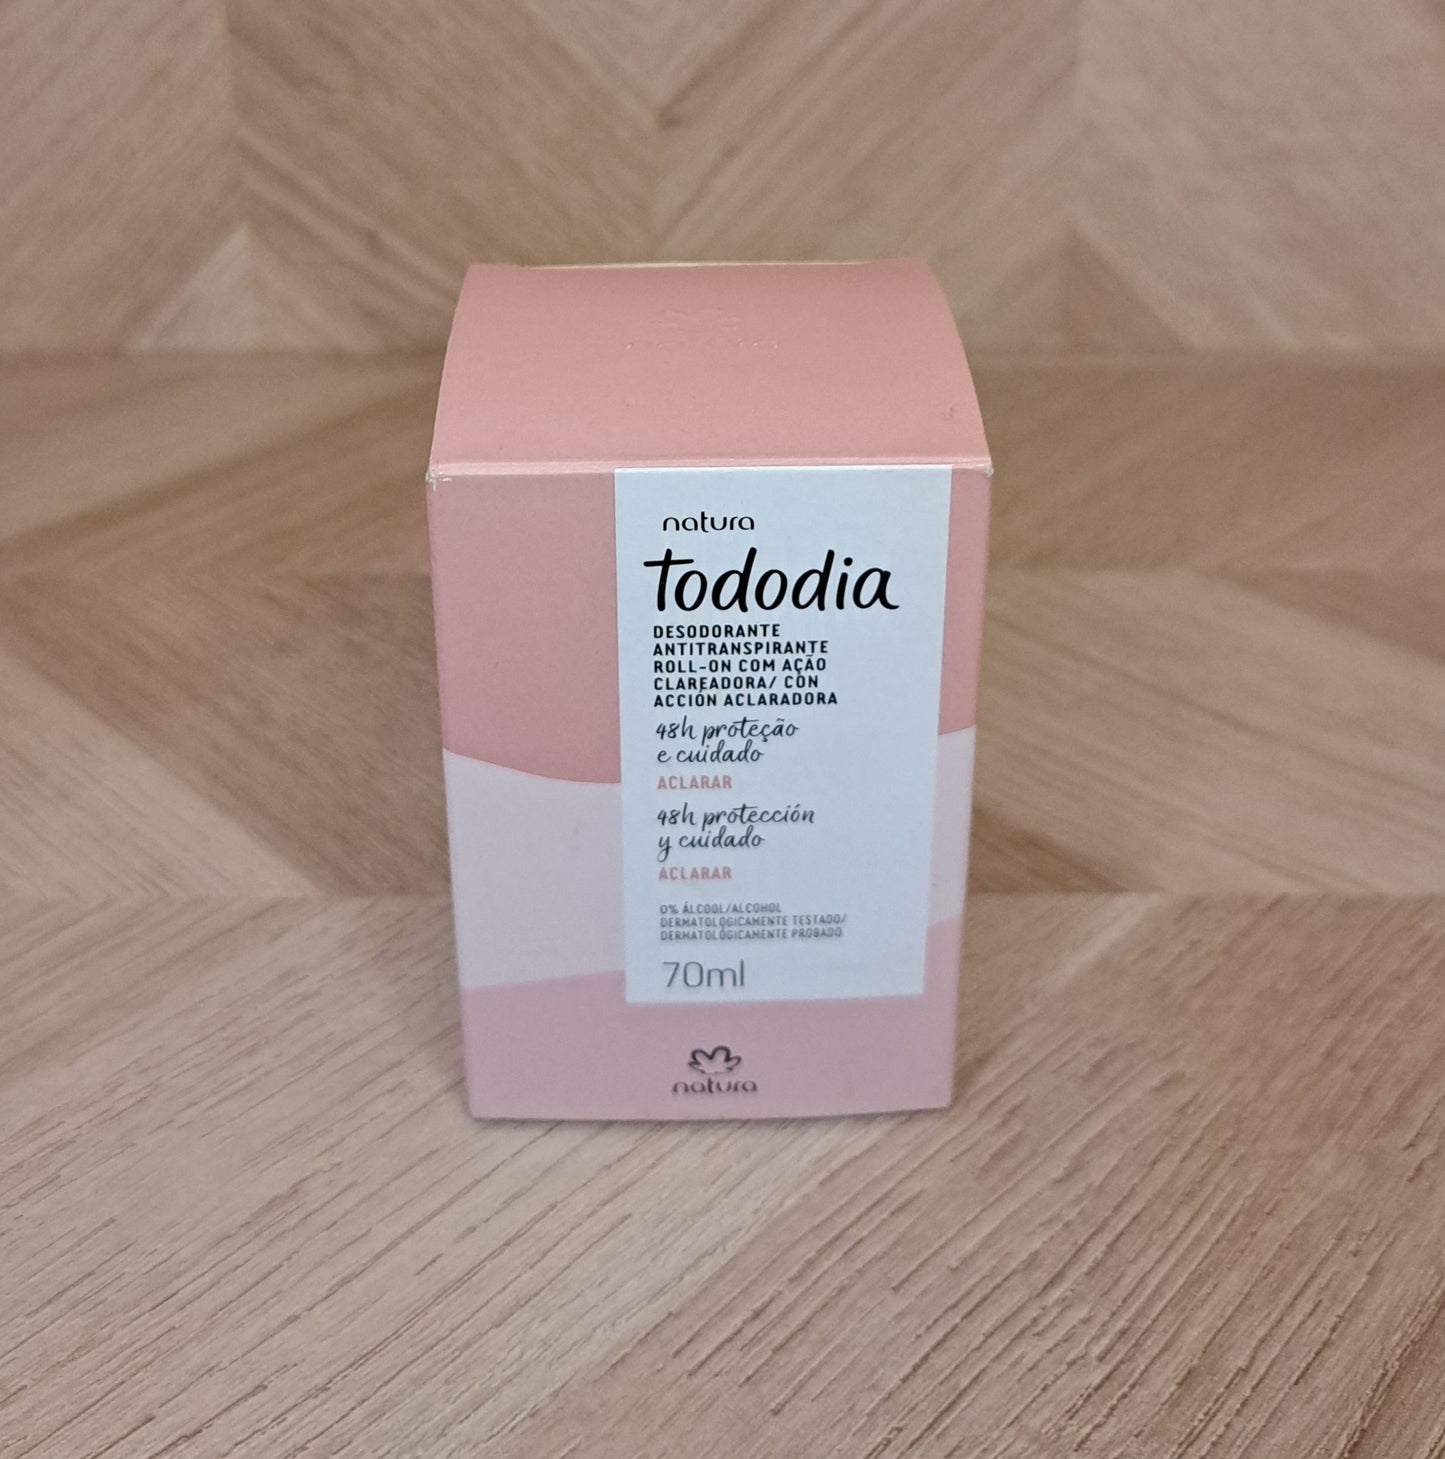 natura
tododia
DESODORANTE
ANTITRANSPIRANTE
ROLL-ON COM AÇÃO
CLAREADORA/ CON
ACCIÓN ACLARADORA
48h proteção
e cuidado
ACLARAR
48h protección
y cuidado
ACLARAR
0% ÁLCOOL/ALCOHOL
DERMATOLOGICAMENTE TESTADO/
DERMATOLÓGICAMENTE PROBADO
70ml
natura